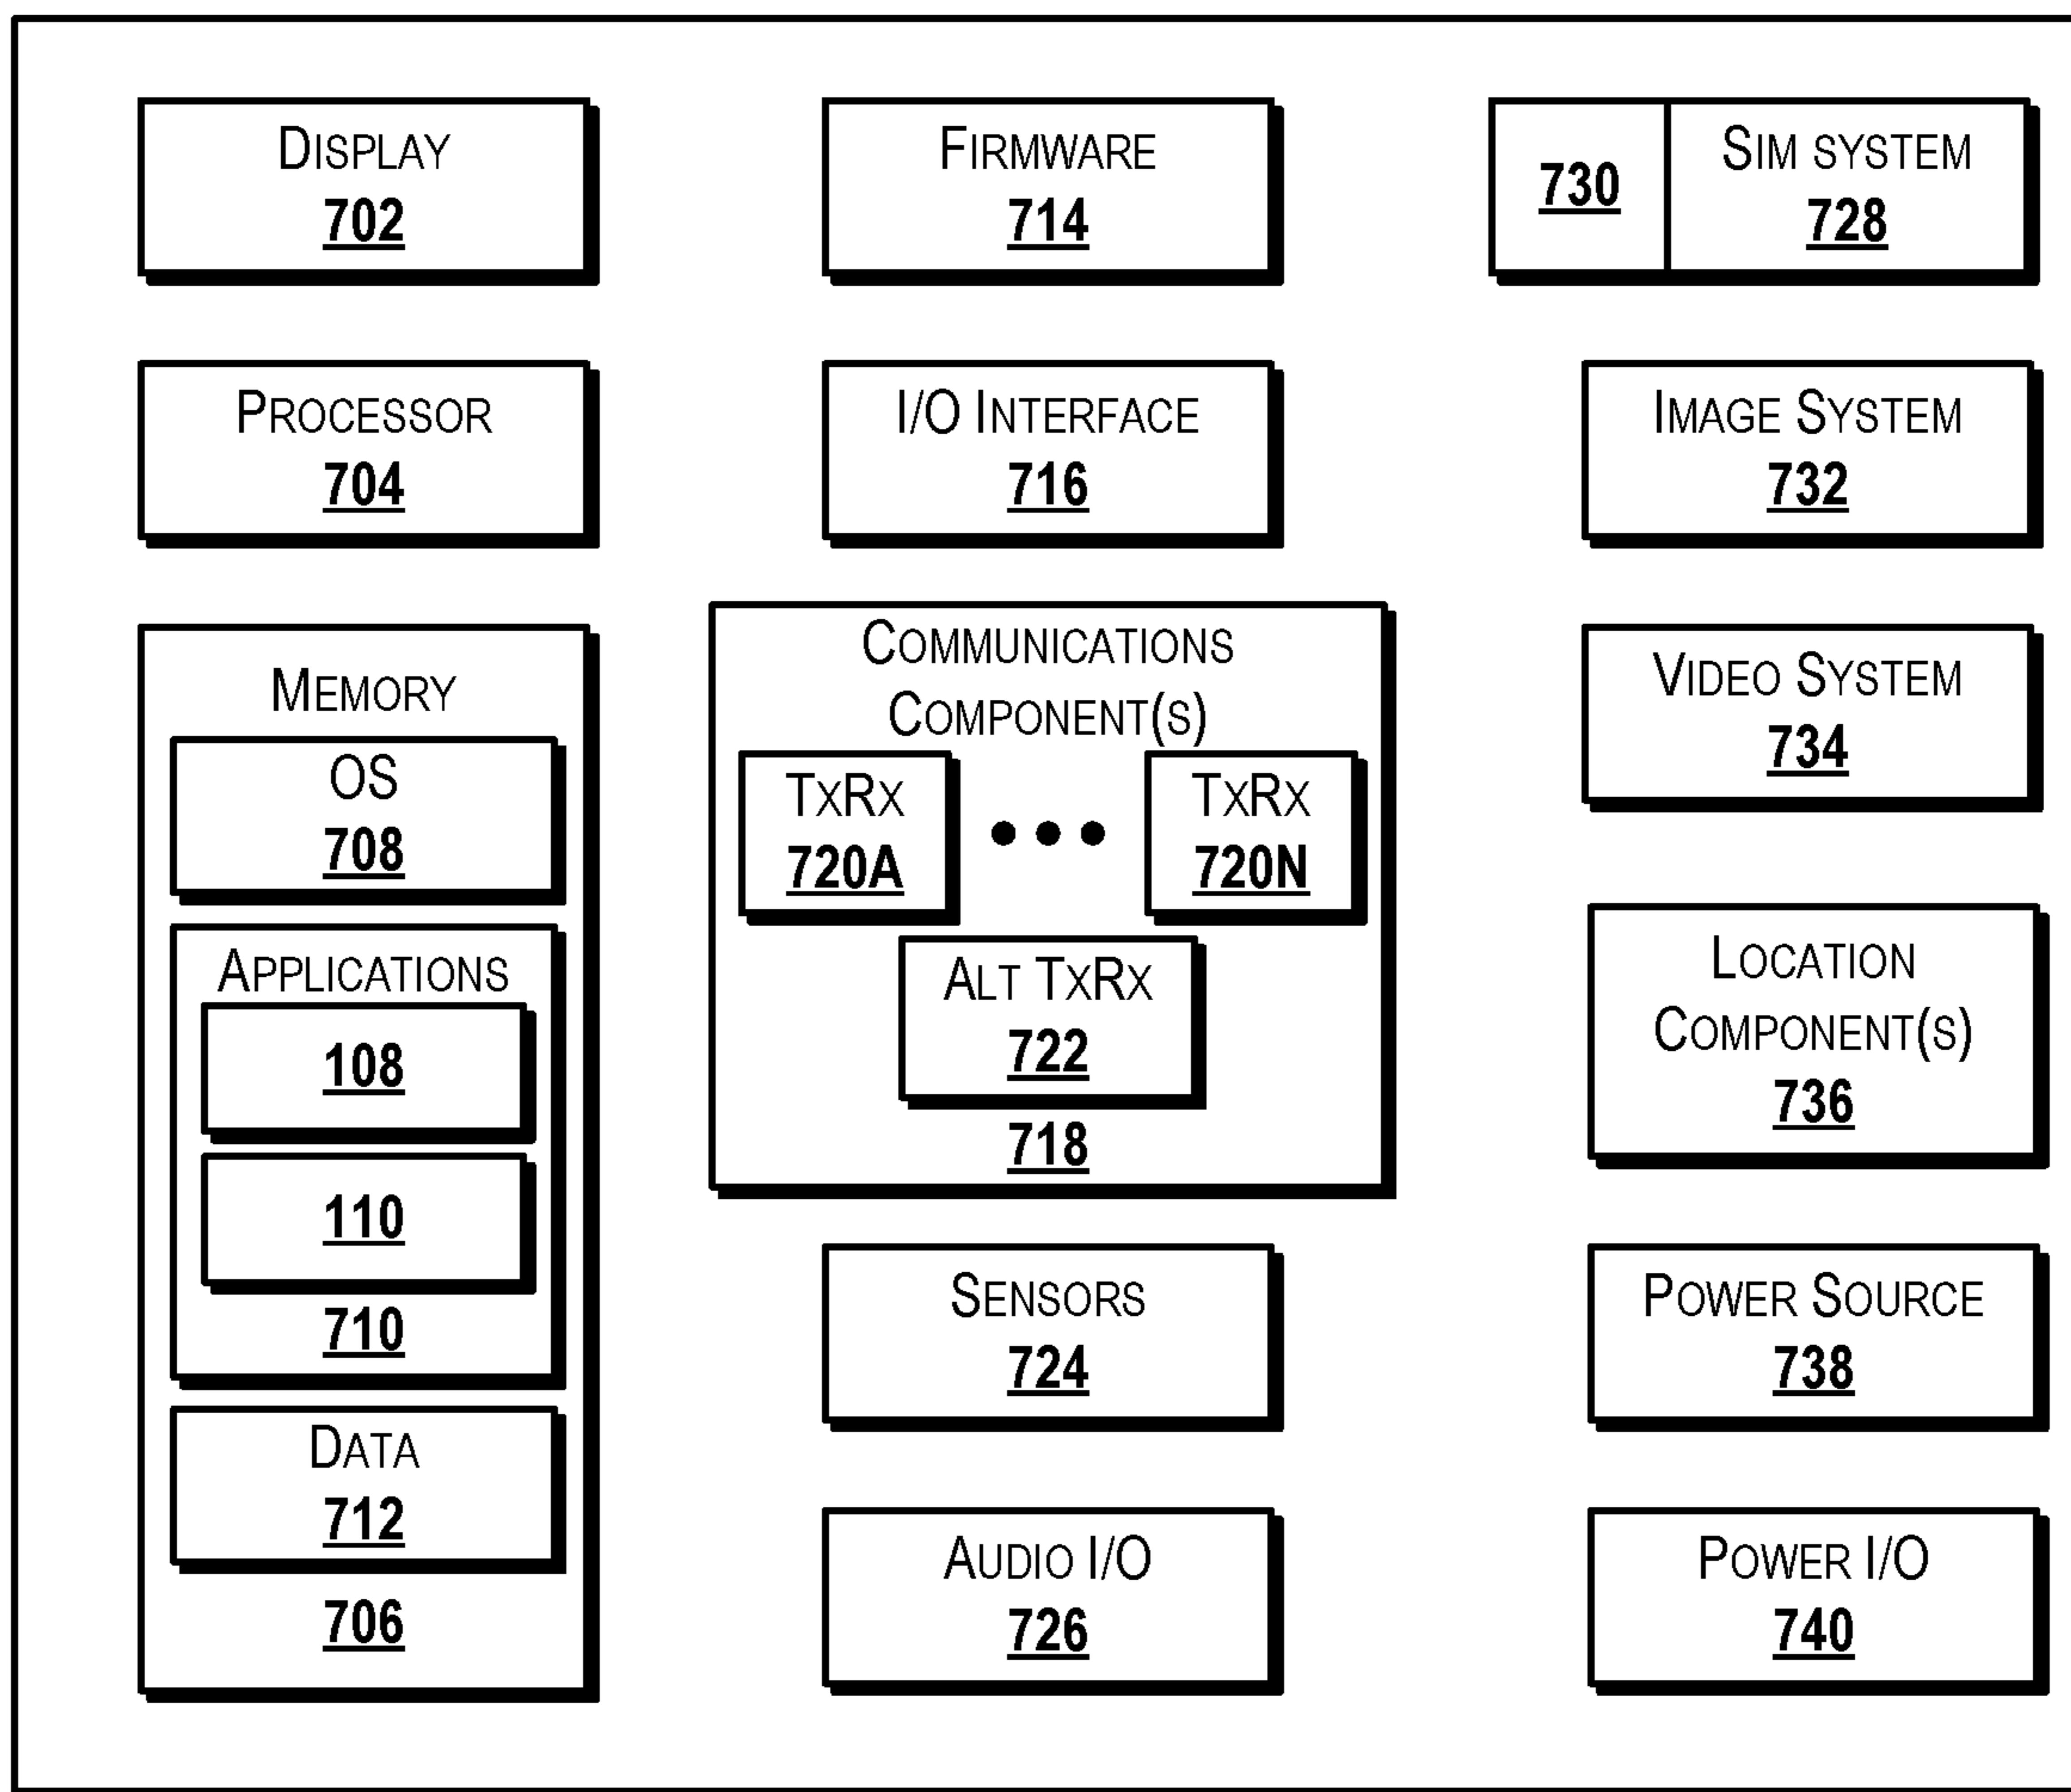 DISPLAY
702
PROCESSOR
704
MEMORY
OS
708
APPLICATIONS
108
110
710
DATA
712
706
FIRMWARE
714
I/O INTERFACE
716
COMMUNICATIONS
COMPONENT(S)
TXRX
720A
TXRX
720N
ALT TXRX
722
718
SENSORS
724
AUDIO I/O
726
730
SIM SYSTEM
728
IMAGE SYSTEM
732
VIDEO SYSTEM
734
LOCATION
COMPONENT(S)
736
POWER SOURCE
738
POWER I/O
740